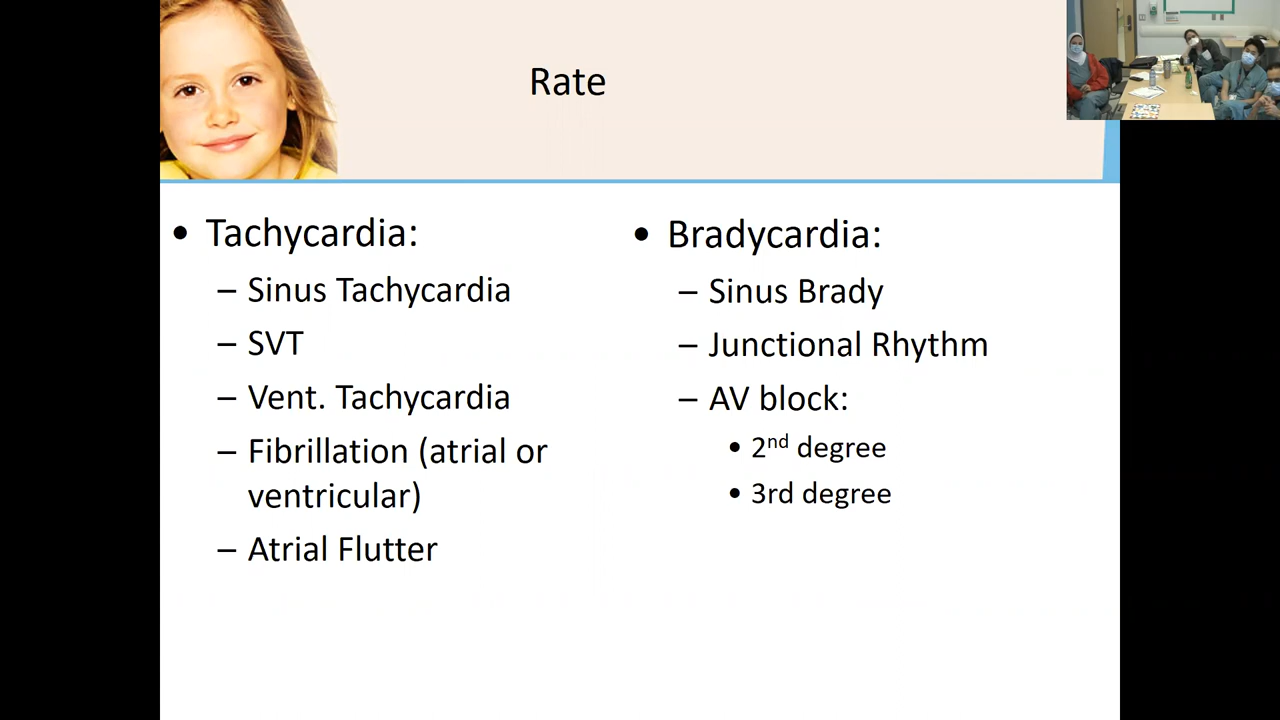 Rate
• Tachycardia:
– Sinus Tachycardia
– SVT
– Vent. Tachycardia
– Fibrillation (atrial or
ventricular)
– Atrial Flutter
• Bradycardia:
– Sinus Brady
– Junctional Rhythm
– AV block:
• 2nd degree
• 3rd degree